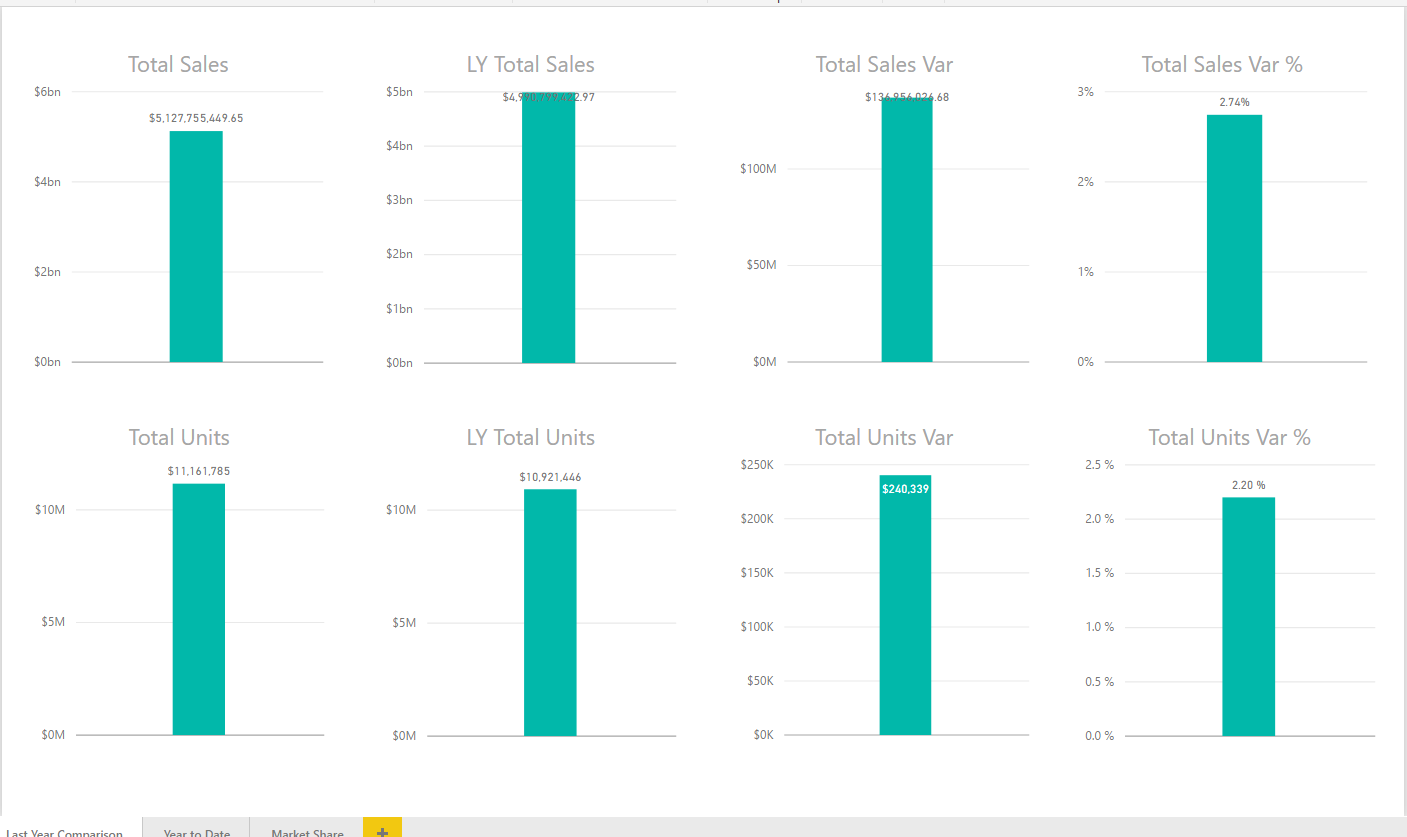 Total Sales
$6bn
$4bn
$2bn
$0bn
$5,127,755,449.65
LY Total Sales
$5bn
$4bn
$3bn
$2bn
$1bn
$0bn
$4,990,799,422.97
Total Sales Var
$100M
$50M
$0M
$136,956,026.68
Total Sales Var %
3%
2%
1%
0%
2.74%
Total Units
$10M
$5M
$0M
$11,161,785
LY Total Units
$10M
$5M
$0M
$10,921,446
Total Units Var
$250K
$200K
$150K
$100K
$50K
$0K
$240,339
Total Units Var %
2.5 %
2.0 %
1.5 %
1.0 %
0.5 %
0.0 %
2.20 %
Last Year Comparison
Year to Date
Market Share
+